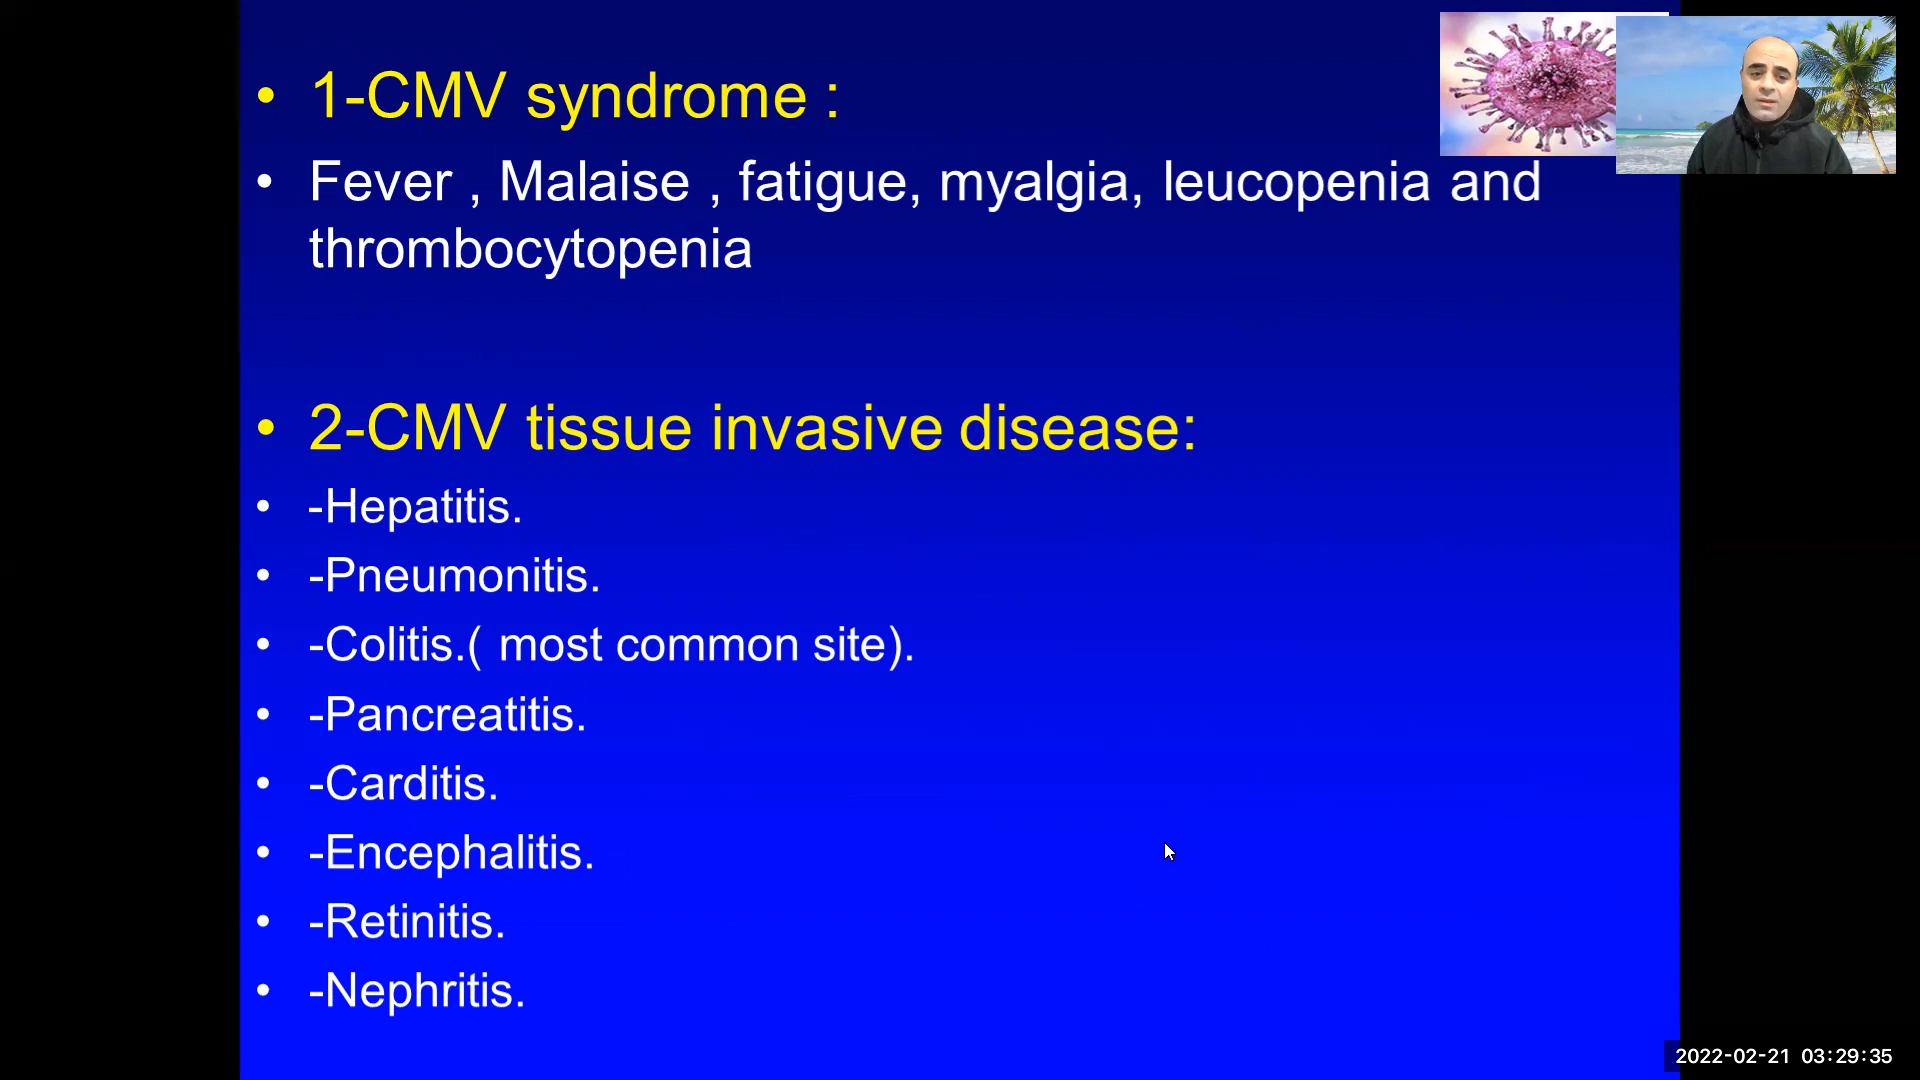 • 1-CMV syndrome :
• Fever , Malaise , fatigue, myalgia, leucopenia and
thrombocytopenia
• 2-CMV tissue invasive disease:
• -Hepatitis.
• -Pneumonitis.
• -Colitis.( most common site).
• -Pancreatitis.
• -Carditis.
• -Encephalitis.
• -Retinitis.
• -Nephritis.
2022-02-21 03:29:35